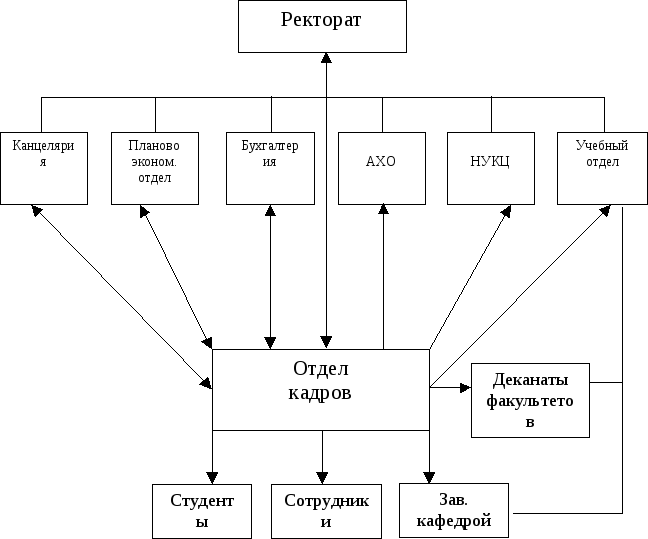 Ректорат
Канцеляри
я
Планово
эконом.
отдел
Бухгалтер
ия
АХО
НУКЦ
Учебный
отдел
Отдел
кадров
Деканаты
факультето
в
Студент
ы
Сотрудник
и
Зав.
кафедрой